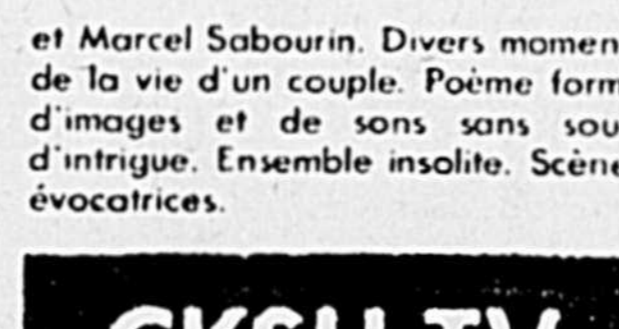 et Marcel Sabourin. Divers momen
de la vie d'un couple. Poème form
d'images et de sons sans sou
d'intrigue. Ensemble insolite. Scène
évocatrices.